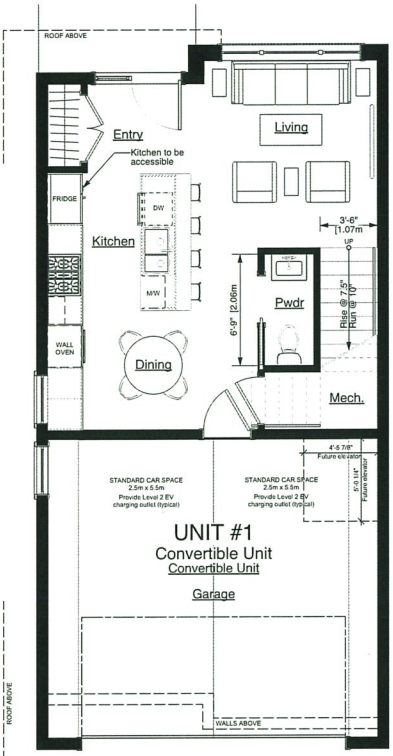 ROOF ABOVE
Entry
Kitchen to be
accessible
Living
FRIDGE
DW
3'-6"
[1.07m
UP
Kitchen
Rise @ 7.5"
Run @ 10"
6'-9" [2.06m
Pwdr
M/W
WALL
OVEN
Dining
Mech.
4'-5 7/8"
Future elevator
5'-0 1/4"
Future elevator
STANDARD CAR SPACE
2.5m x 5.5m
Provide Level 2 EV
charging outlet (typical)
STANDARD CAR SPACE
2.5m x 5.5m
Provide Level 2 EV
charging outlet (typical)
UNIT #1
Convertible Unit
Convertible Unit
Garage
ROOF ABOVE
WALLS ABOVE